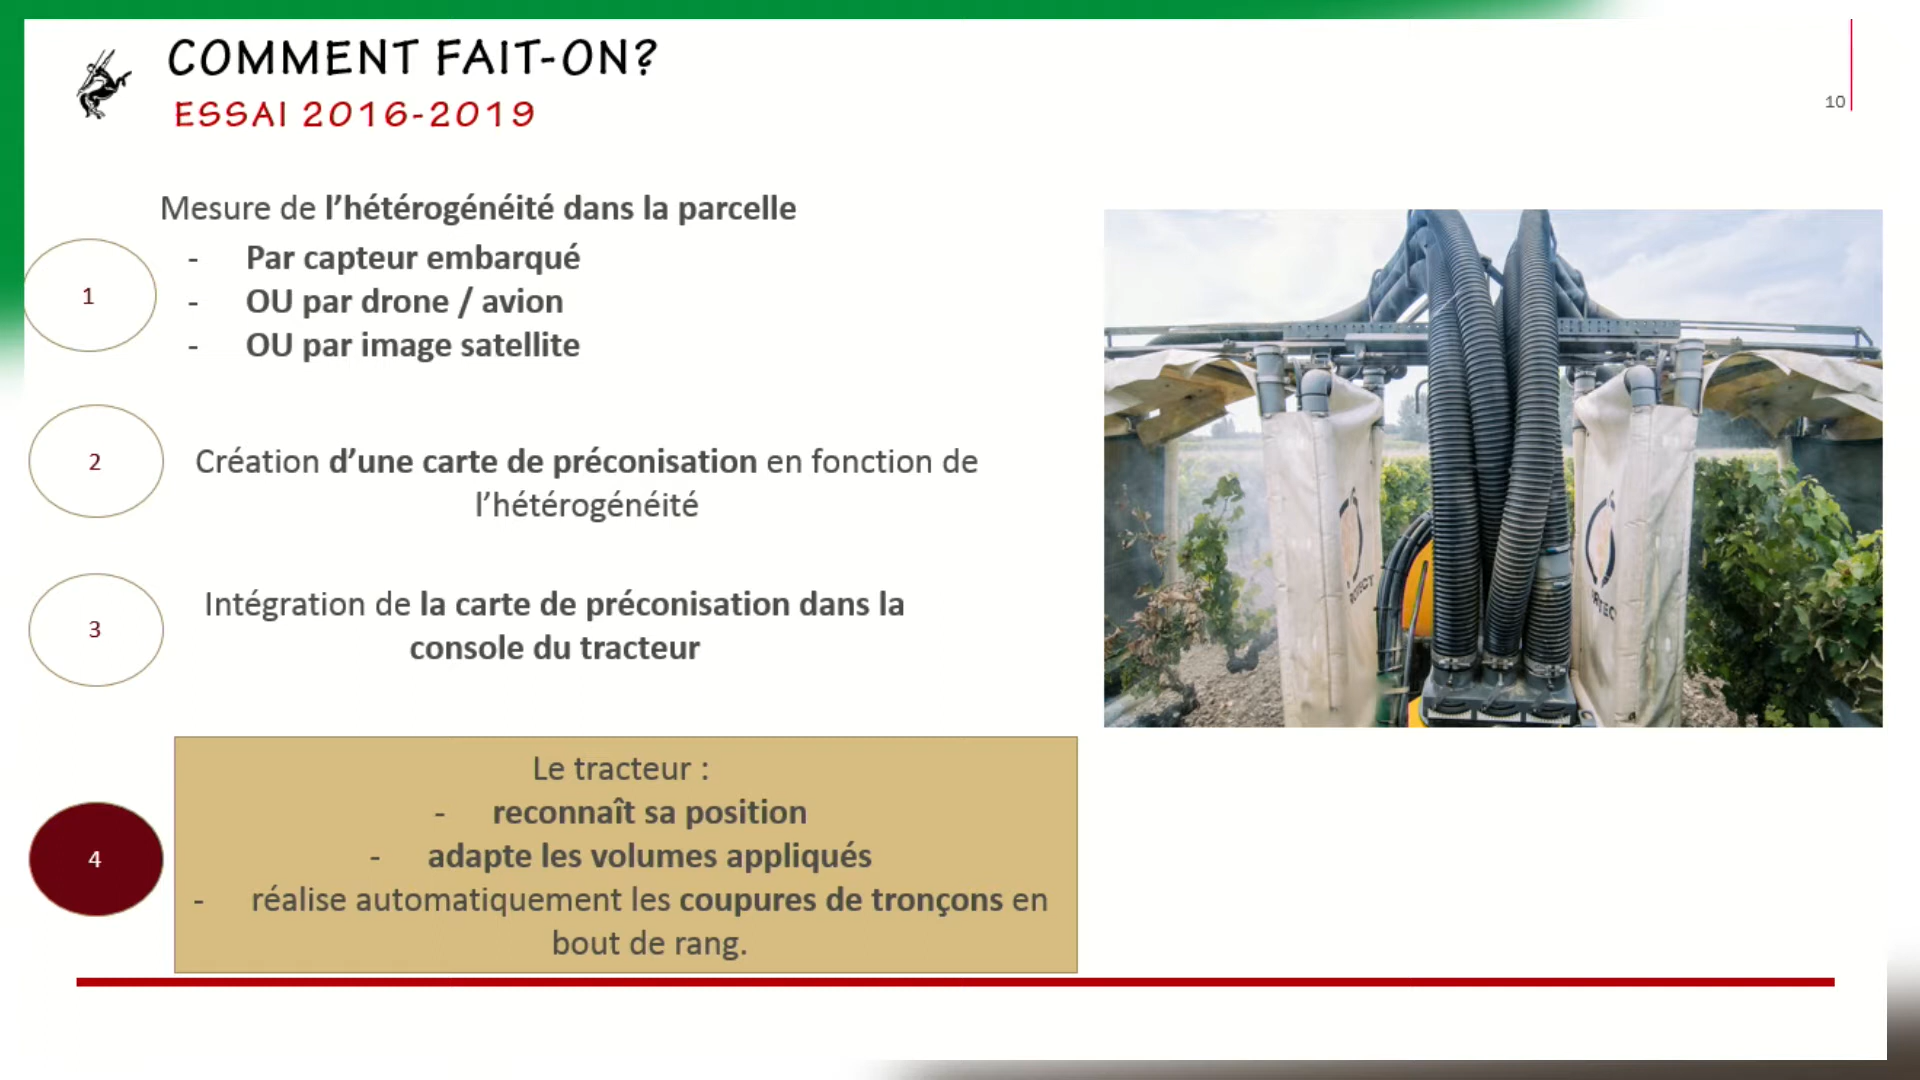 COMMENT FAIT-ON?
ESSAI 2016-2019
10
Mesure de l’hétérogénéité dans la parcelle
- Par capteur embarqué
- OU par drone / avion
- OU par image satellite
1
2
Création d’une carte de préconisation en fonction de
l’hétérogénéité
3
Intégration de la carte de préconisation dans la
console du tracteur
4
Le tracteur :
- reconnaît sa position
- adapte les volumes appliqués
- réalise automatiquement les coupures de tronçons en
bout de rang.